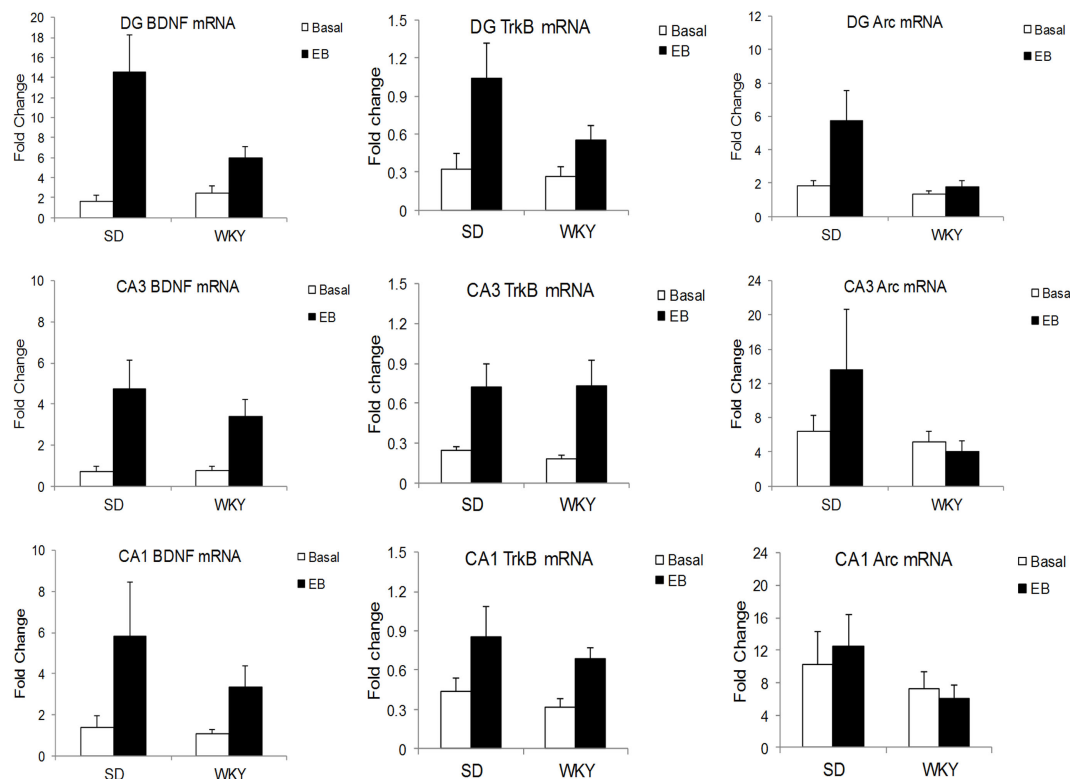 DG BDNF mRNA
Basal
EB
Fold Change
20
18
16
14
12
10
8
6
4
2
0
SD WKY
DG TrkB mRNA
Basal
EB
Fold change
1.5
1.2
0.9
0.6
0.3
0
SD WKY
DG Arc mRNA
Basal
EB
Fold Change
12
10
8
6
4
2
0
SD WKY
CA3 BDNF mRNA
Basal
EB
Fold Change
10
8
6
4
2
0
SD WKY
CA3 TrkB mRNA
Basal
EB
Fold change
1.5
1.2
0.9
0.6
0.3
0
SD WKY
CA3 Arc mRNA
Basal
EB
Fold Change
24
20
16
12
8
4
0
SD WKY
CA1 BDNF mRNA
Basal
EB
Fold Change
10
8
6
4
2
0
SD WKY
CA1 TrkB mRNA
Basal
EB
Fold change
1.5
1.2
0.9
0.6
0.3
0
SD WKY
CA1 Arc mRNA
Basal
EB
Fold Change
24
20
16
12
8
4
0
SD WKY